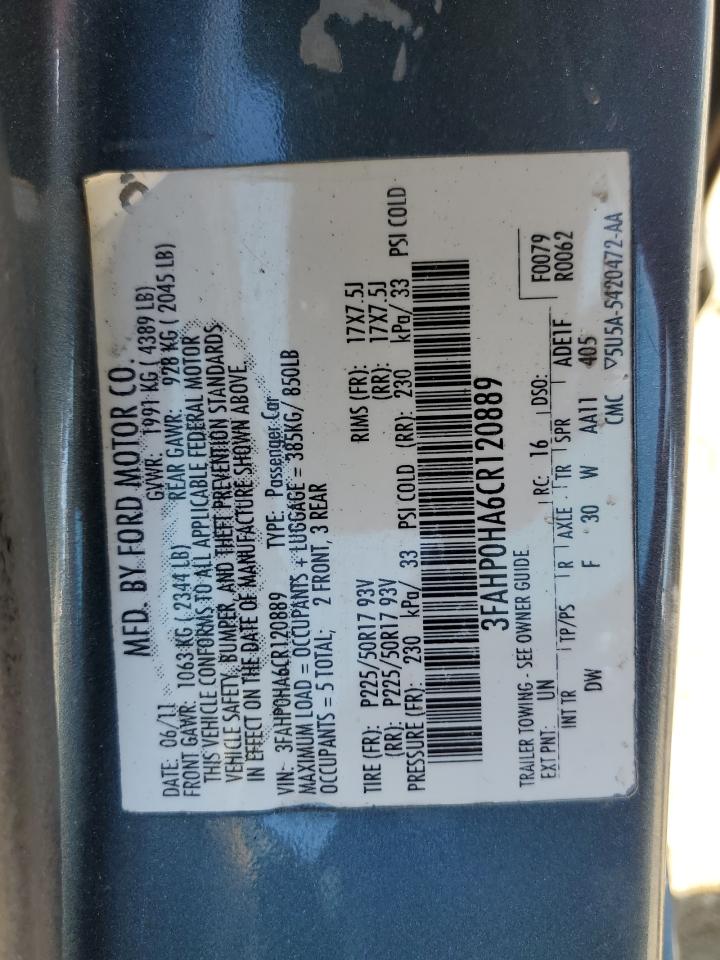 MFD. BY FORD MOTOR CO.
DATE: 06/11 GVWR: 1991 KG ( 4389 LB)
FRONT GAWR: 1063 KG ( 2344 LB) REAR GAWR: 928 KG ( 2045 LB)
THIS VEHICLE CONFORMS TO ALL APPLICABLE FEDERAL MOTOR
VEHICLE SAFETY, BUMPER, AND THEFT PREVENTION STANDARDS
IN EFFECT ON THE DATE OF MANUFACTURE SHOWN ABOVE.
VIN: 3FAHP0HA6CR120889 TYPE: Passenger Car
MAXIMUM LOAD = OCCUPANTS + LUGGAGE = 385KG/ 850LB
OCCUPANTS = 5 TOTAL; 2 FRONT, 3 REAR
TIRE (FR): P225/50R17 93V RIMS (FR): 17X7.5J
(RR): P225/50R17 93V (RR): 17X7.5J
PRESSURE (FR): 230 kPa/ 33 PSI COLD (RR): 230 kPa/ 33 PSI COLD
3FAHP0HA6CR120889
TRAILER TOWING - SEE OWNER GUIDE F0079
EXT PNT: UN RC: 16 DSO: R0062
INT TR TP/PS R AXLE TR SPR ADE1F
DW F 30 W AA11 405
CMC ▽5U5A-5420472-AA